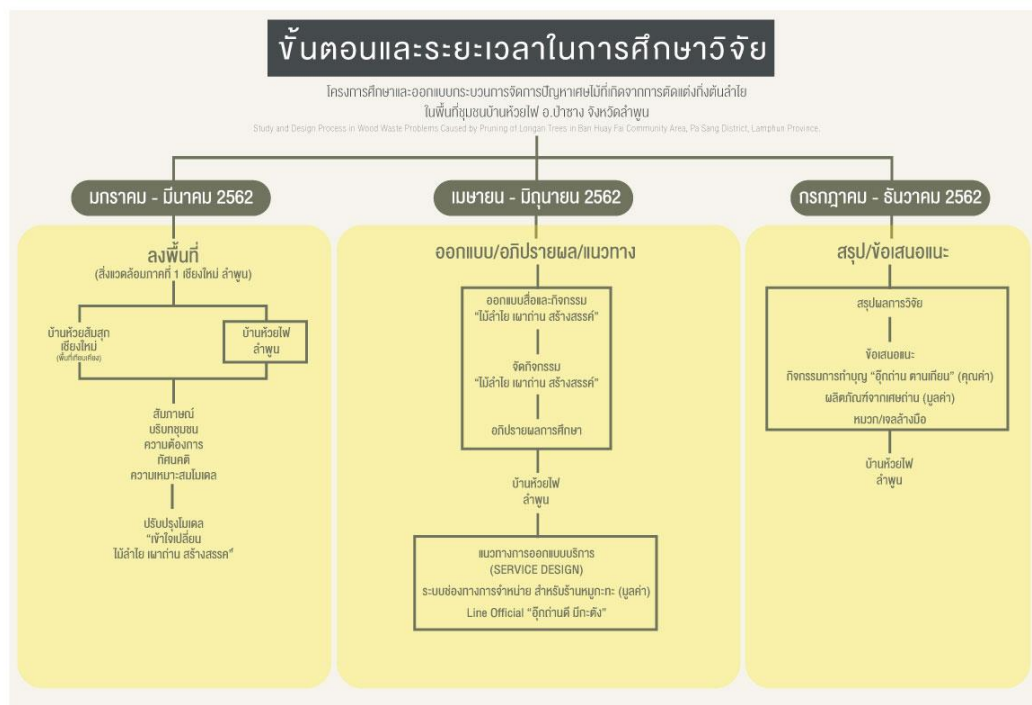 ขั้นตอนและระยะเวลาในการศึกษาวิจัย
โครงการศึกษาและออกแบบกระบวนการจัดการปัญหาเศษไม้ที่เกิดจากการตัดแต่งกิ่งต้นลำไย
ในพื้นที่ชุมชนบ้านห้วยไฟ อ.ป่าซาง จังหวัดลำพูน
Study and Design Process in Wood Waste Problems Caused by Pruning of Longan Trees in Ban Huay Fai Community Area, Pa Sang District, Lamphun Province.
มกราคม - มีนาคม 2562
ลงพื้นที่
(สิ่งแวดล้อมภาคที่ 1 เชียงใหม่ ลำพูน)
บ้านห้วยส้มสุก
เชียงใหม่
(พื้นที่เทียบเคียง)
บ้านห้วยไฟ
ลำพูน
สัมภาษณ์
บริบทชุมชน
ความต้องการ
ทัศนคติ
ความเหมาะสมโมเดล
ปรับปรุงโมเดล
“เข้าใจเปลี่ยน
ไม้ลำไย เผาถ่าน สร้างสรรค์”
เมษายน - มิถุนายน 2562
ออกแบบ/อภิปรายผล/แนวทาง
ออกแบบสื่อและกิจกรรม
“ไม้ลำไย เผาถ่าน สร้างสรรค์”
จัดกิจกรรม
“ไม้ลำไย เผาถ่าน สร้างสรรค์”
อภิปรายผลการศึกษา
บ้านห้วยไฟ
ลำพูน
แนวทางการออกแบบบริการ
(SERVICE DESIGN)
ระบบช่องทางการจำหน่าย สำหรับร้านหมูกะทะ (มูลค่า)
Line Official “อุ๊กถ่านดี มีกะตัง”
กรกฎาคม - ธันวาคม 2562
สรุป/ข้อเสนอแนะ
สรุปผลการวิจัย
ข้อเสนอแนะ
กิจกรรมการทำบุญ “อุ๊กถ่าน ตานเทียน” (คุณค่า)
ผลิตภัณฑ์จากเศษถ่าน (มูลค่า)
หมวก/เจลล้างมือ
บ้านห้วยไฟ
ลำพูน